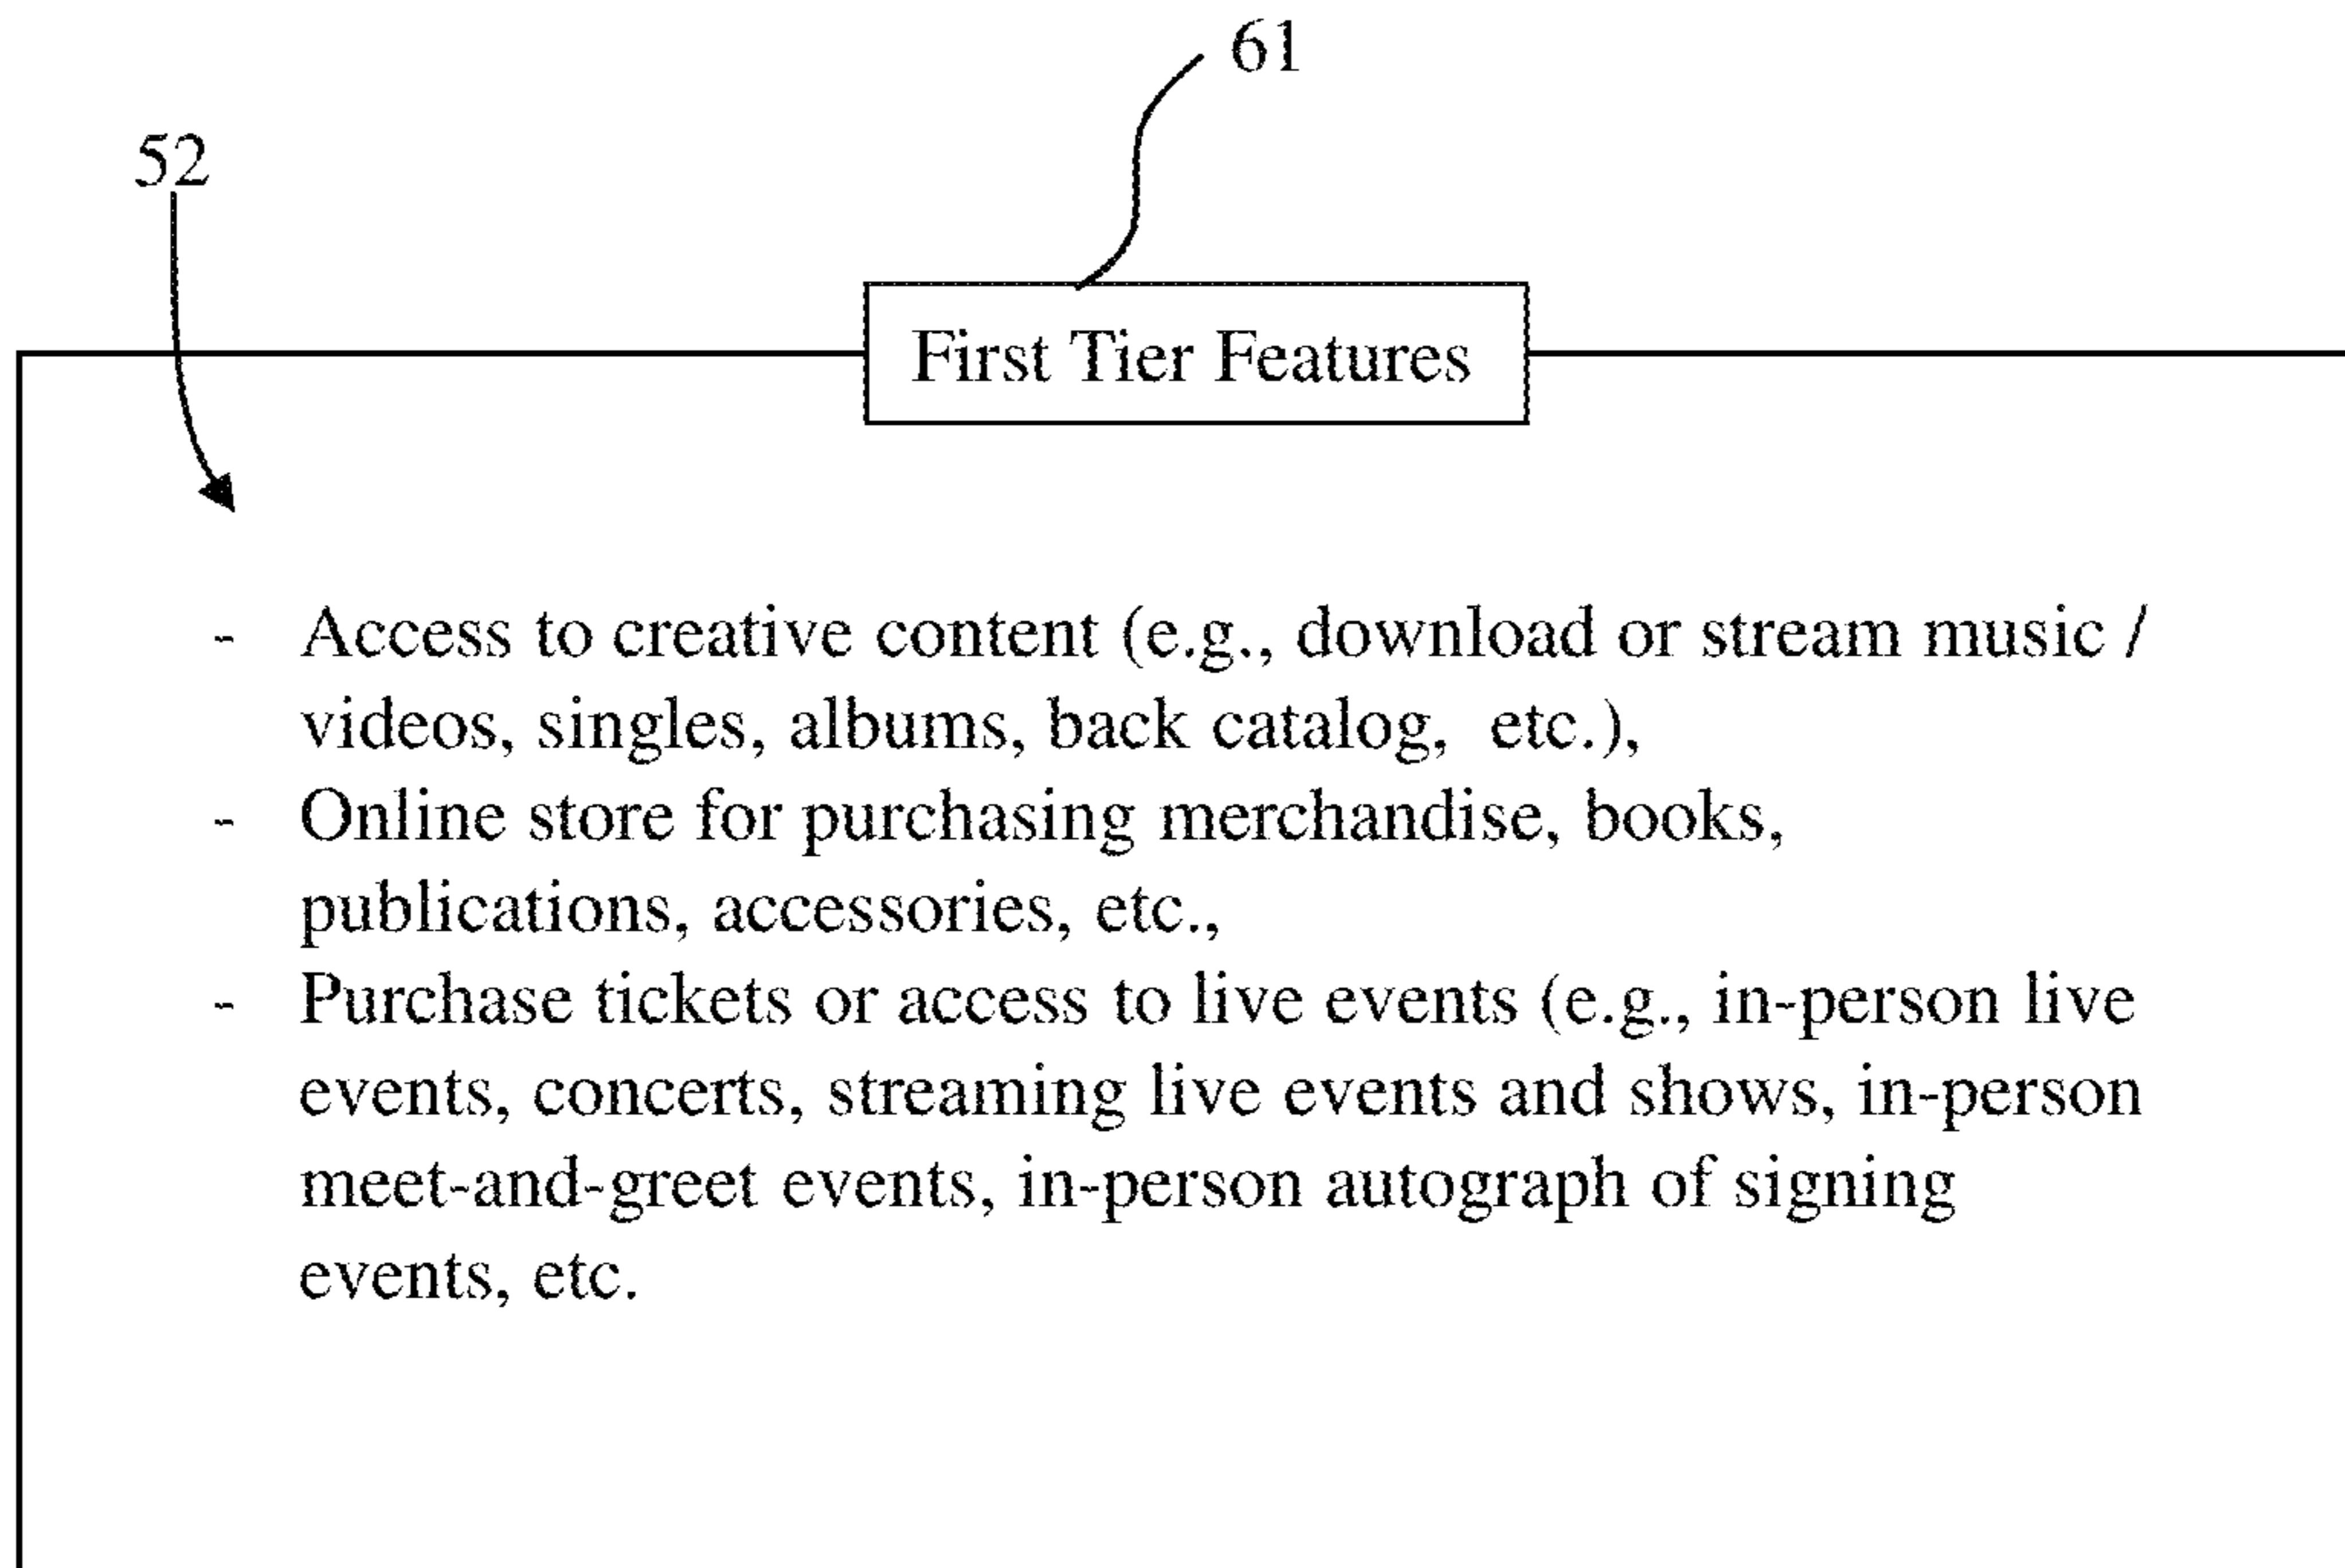 61
52
First Tier Features
- Access to creative content (e.g., download or stream music /
videos, singles, albums, back catalog, etc.),
- Online store for purchasing merchandise, books,
publications, accessories, etc.,
- Purchase tickets or access to live events (e.g., in-person live
events, concerts, streaming live events and shows, in-person
meet-and-greet events, in-person autograph of signing
events, etc.